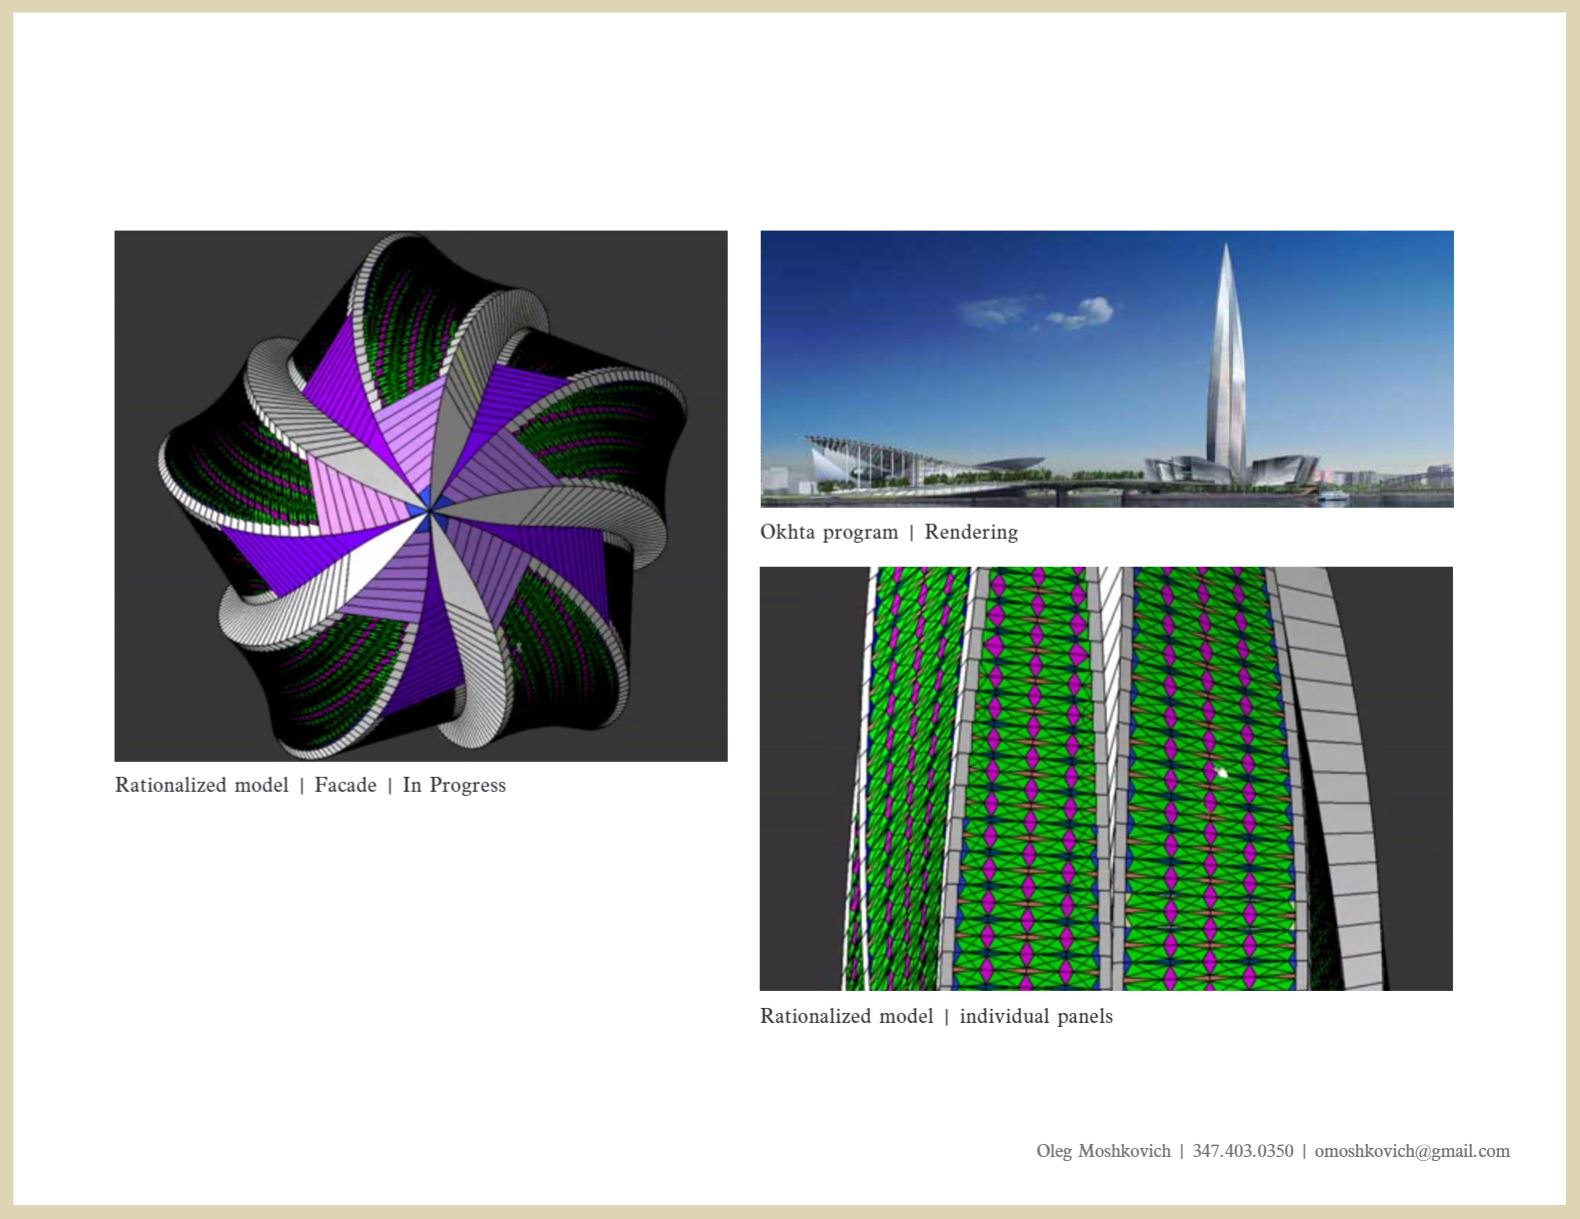 Okhta program | Rendering
Rationalized model | Facade | In Progress
Rationalized model | individual panels
Oleg Moshkovich | 347.403.0350 | omoshkovich@gmail.com